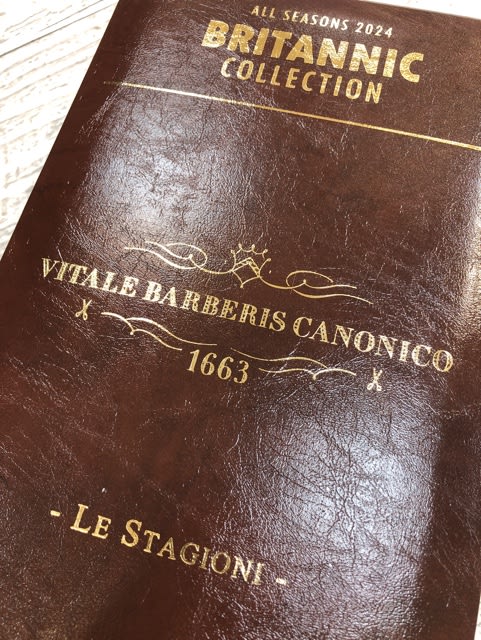 ALL SEASONS 2024
BRITANNIC
COLLECTION
VITALE BARBERIS CANONICO
1663
- LE STAGIONI -